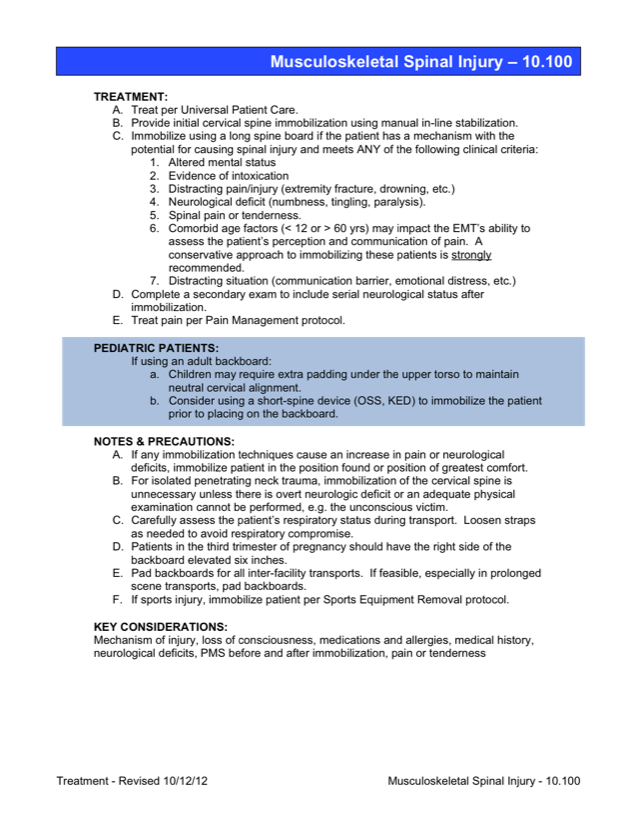 Musculoskeletal Spinal Injury – 10.100
TREATMENT:
A. Treat per Universal Patient Care.
B. Provide initial cervical spine immobilization using manual in-line stabilization.
C. Immobilize using a long spine board if the patient has a mechanism with the
potential for causing spinal injury and meets ANY of the following clinical criteria:
1. Altered mental status
2. Evidence of intoxication
3. Distracting pain/injury (extremity fracture, drowning, etc.)
4. Neurological deficit (numbness, tingling, paralysis).
5. Spinal pain or tenderness.
6. Comorbid age factors (< 12 or > 60 yrs) may impact the EMT's ability to
assess the patient's perception and communication of pain. A
conservative approach to immobilizing these patients is strongly
recommended.
7. Distracting situation (communication barrier, emotional distress, etc.)
D. Complete a secondary exam to include serial neurological status after
immobilization.
E. Treat pain per Pain Management protocol.
PEDIATRIC PATIENTS:
If using an adult backboard:
a. Children may require extra padding under the upper torso to maintain
neutral cervical alignment.
b. Consider using a short-spine device (OSS, KED) to immobilize the patient
prior to placing on the backboard.
NOTES & PRECAUTIONS:
A. If any immobilization techniques cause an increase in pain or neurological
deficits, immobilize patient in the position found or position of greatest comfort.
B. For isolated penetrating neck trauma, immobilization of the cervical spine is
unnecessary unless there is overt neurologic deficit or an adequate physical
examination cannot be performed, e.g. the unconscious victim.
C. Carefully assess the patient's respiratory status during transport. Loosen straps
as needed to avoid respiratory compromise.
D. Patients in the third trimester of pregnancy should have the right side of the
backboard elevated six inches.
E. Pad backboards for all inter-facility transports. If feasible, especially in prolonged
scene transports, pad backboards.
F. If sports injury, immobilize patient per Sports Equipment Removal protocol.
KEY CONSIDERATIONS:
Mechanism of injury, loss of consciousness, medications and allergies, medical history,
neurological deficits, PMS before and after immobilization, pain or tenderness
Treatment - Revised 10/12/12 Musculoskeletal Spinal Injury - 10.100